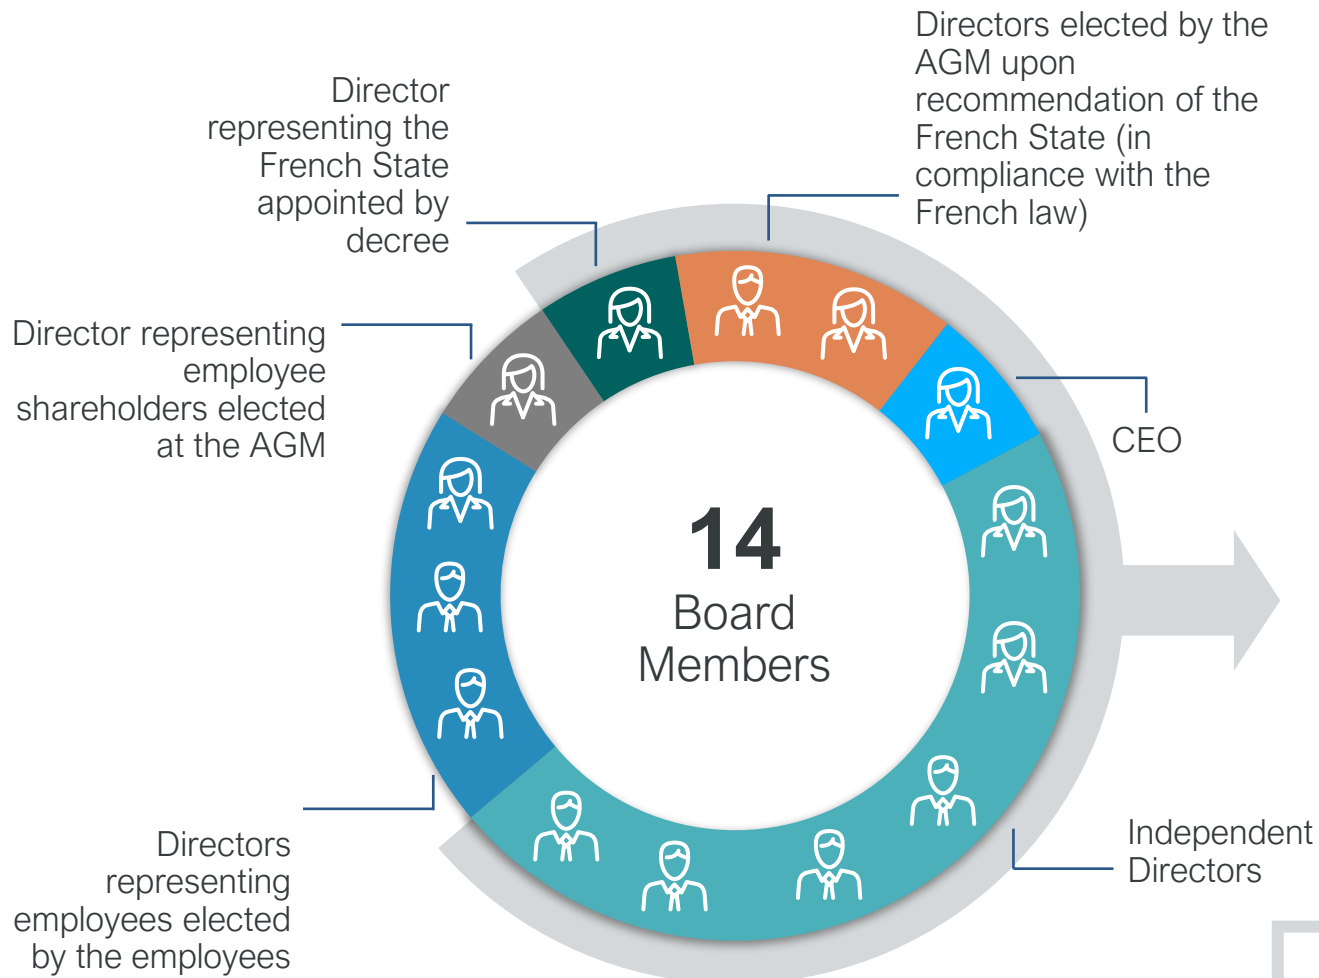 Directors elected by the
AGM upon
recommendation of the
French State (in
compliance with the
French law)
Director
representing the
French State
appointed by
decree
Director representing
employee
shareholders elected
at the AGM
CEO
14
Board
Members
Independent
Directors
Directors
representing
employees elected
by the employees